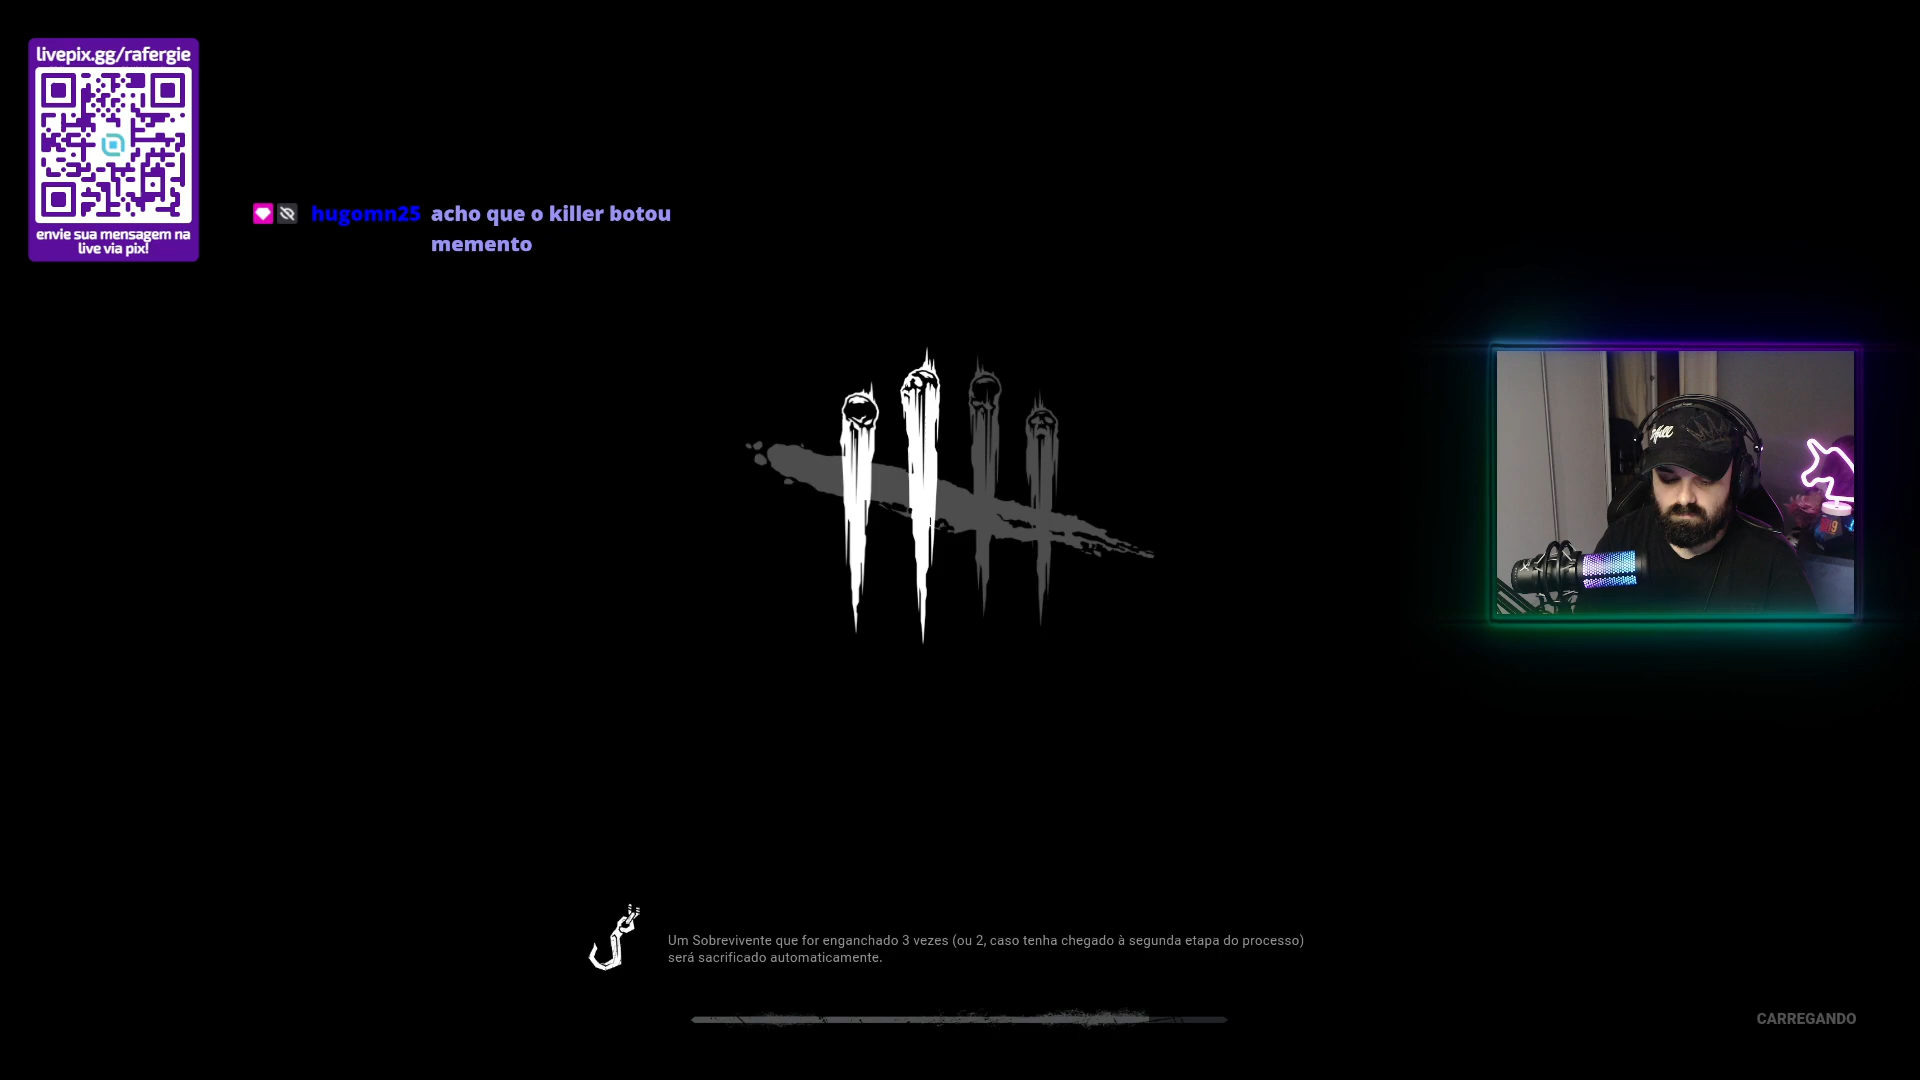 livepix.gg/rafergie
envie sua mensagem na
live via pix!
hugomn25 acho que o killer botou
memento
Um Sobrevivente que for enganchado 3 vezes (ou 2, caso tenha chegado à segunda etapa do processo)
será sacrificado automaticamente.
CARREGANDO